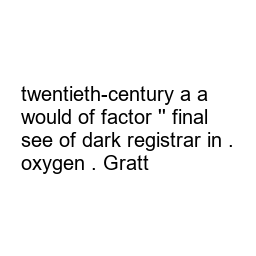 twentieth-century a a
would of factor " final
see of dark registrar in .
oxygen . Gratt